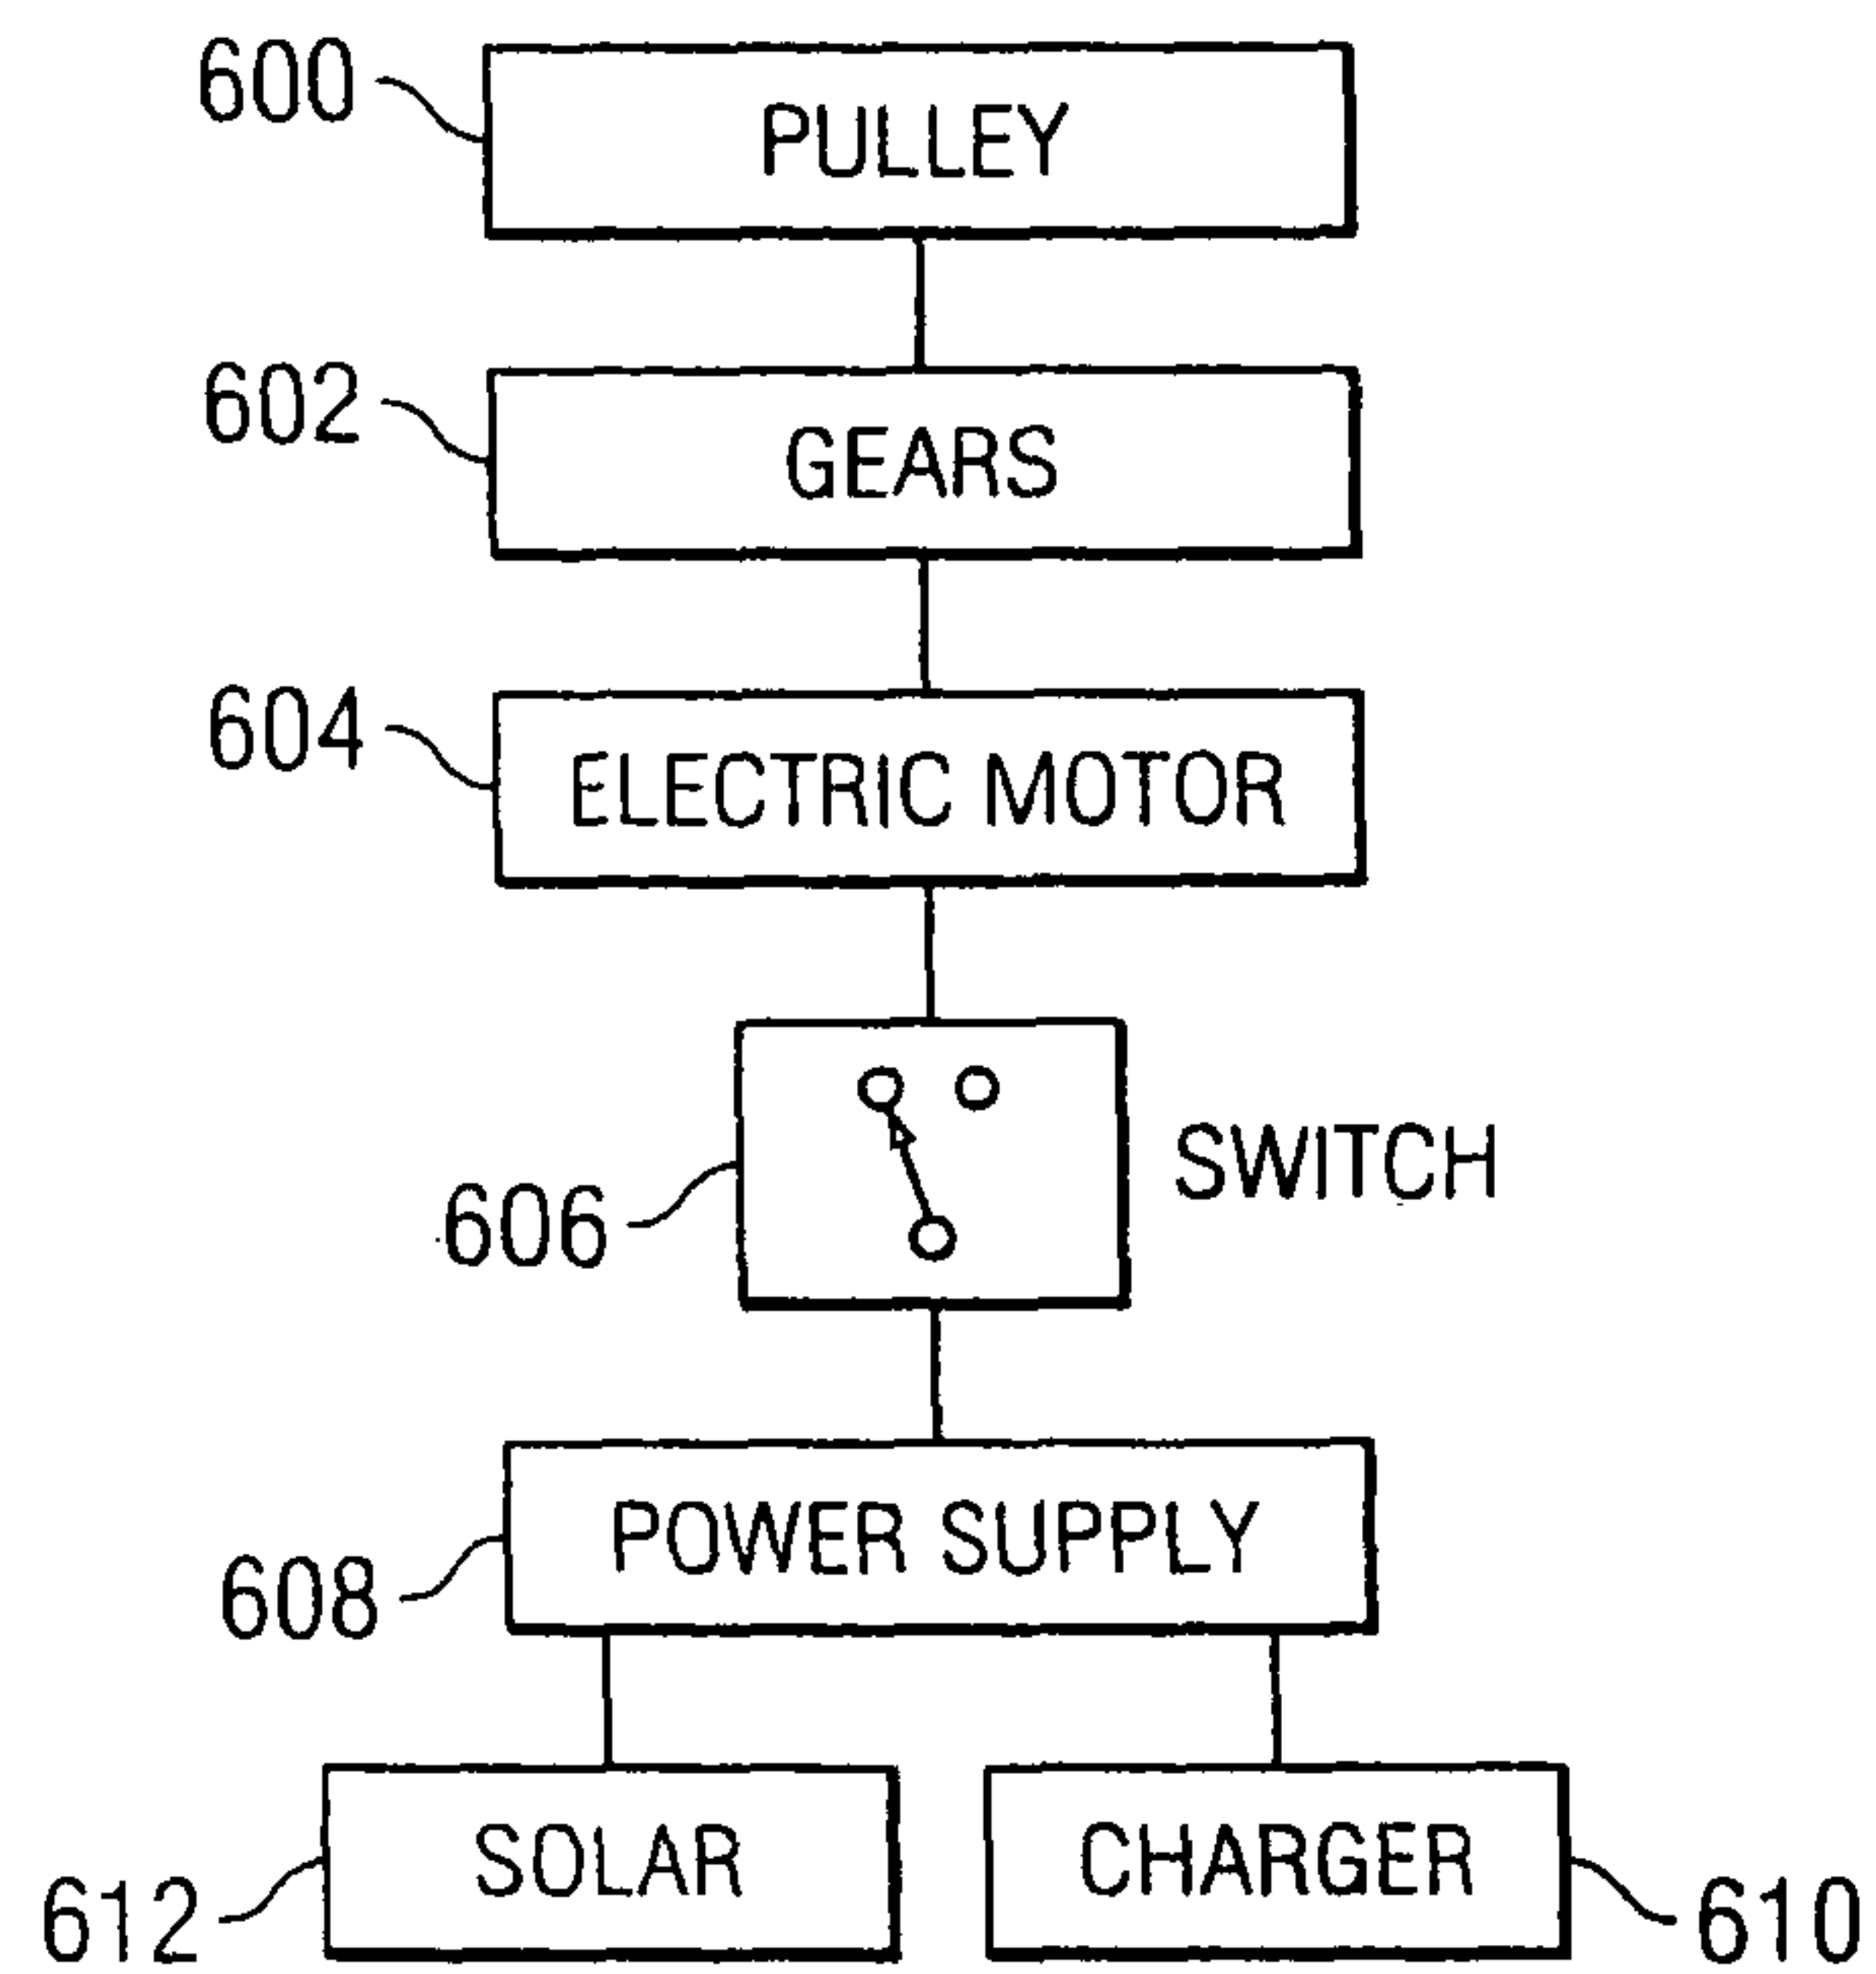 600
PULLEY
602
GEARS
604
ELECTRIC MOTOR
606
SWITCH
608
POWER SUPPLY
612
SOLAR
CHARGER
610